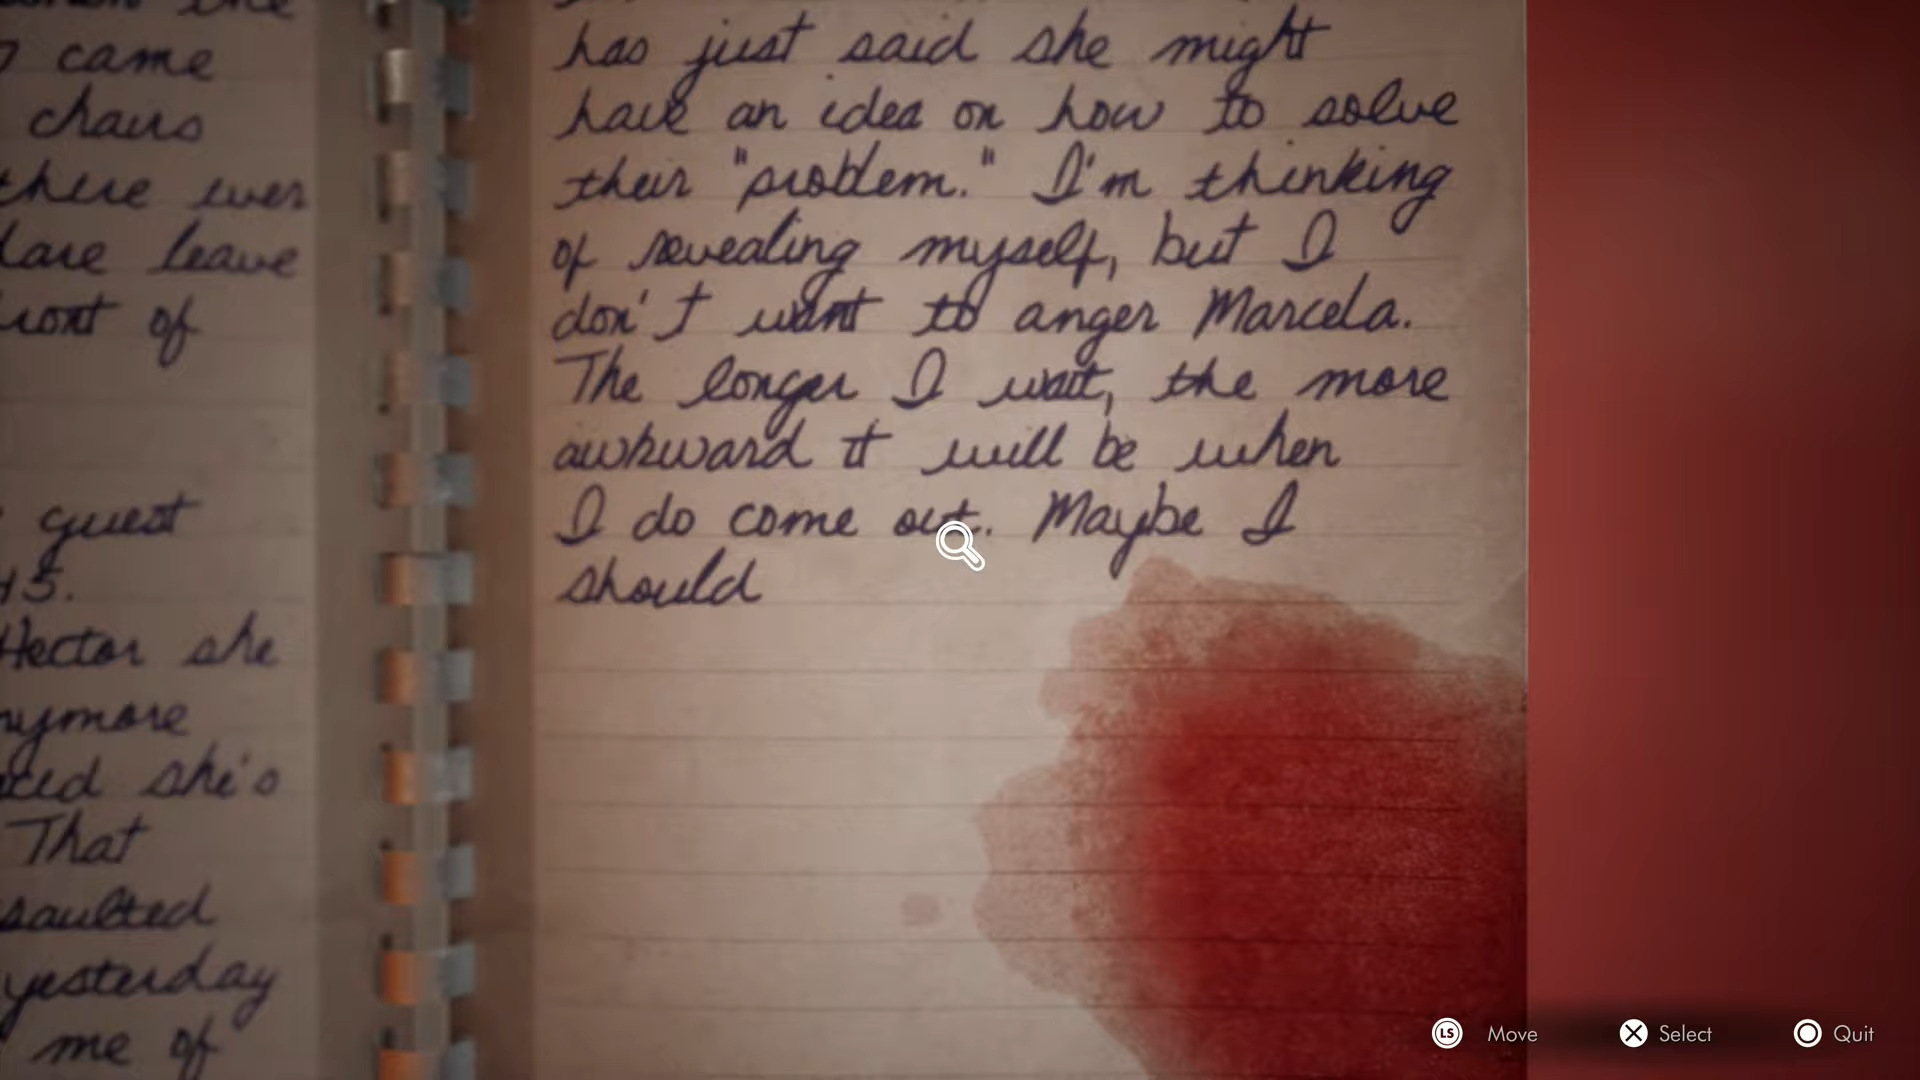 came
chairs
there ever
dare leave
front of
guest
45.
Hector she
nymore
ted she's
That
saulted
yesterday
me of
has just said she might
have an idea on how to solve
their "problem." I'm thinking
of revealing myself, but I
don't want to anger Marcela.
The longer I wait, the more
awkward it will be when
I do come out. Maybe I
should
LS Move
Select
Quit